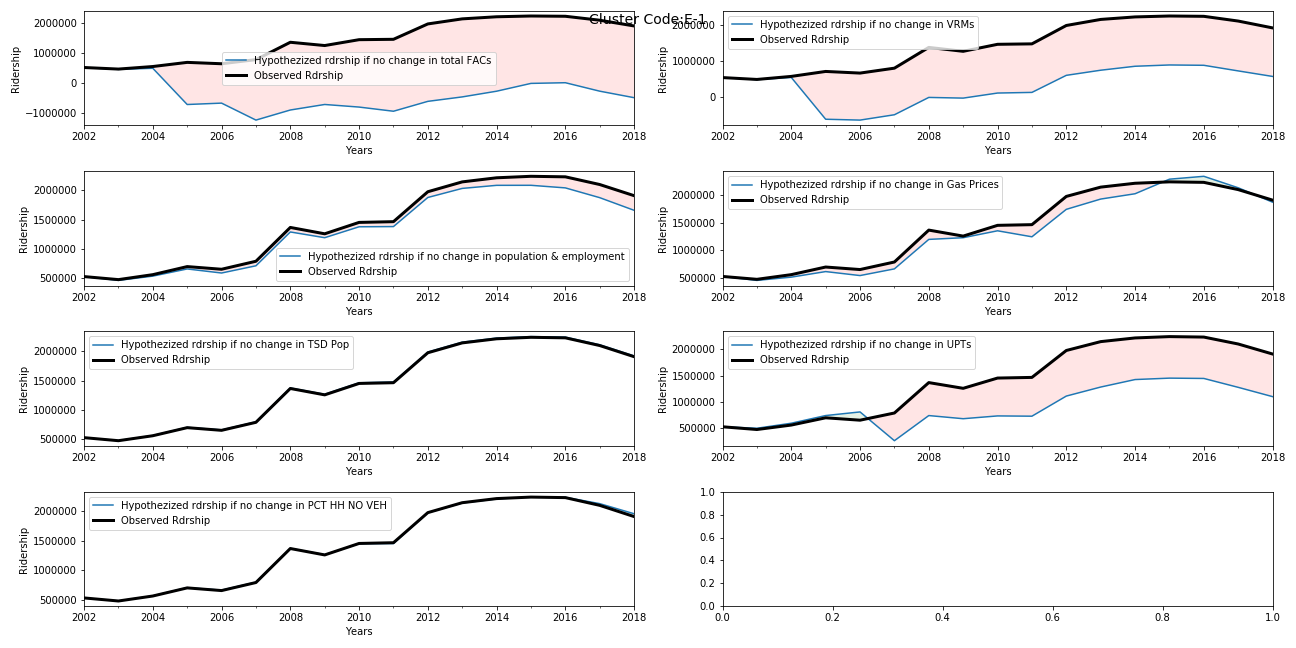 Cluster Code:E-1
2000000
1000000
0
−1000000
Ridership
Hypothezized rdrship if no change in total FACs
Observed Rdrship
2002 2004 2006 2008 2010 2012 2014 2016 2018
Years
2000000
1000000
0
Ridership
Hypothezized rdrship if no change in VRMs
Observed Rdrship
2002 2004 2006 2008 2010 2012 2014 2016 2018
Years
2000000
1500000
1000000
500000
Ridership
Hypothezized rdrship if no change in population & employment
Observed Rdrship
2002 2004 2006 2008 2010 2012 2014 2016 2018
Years
2000000
1500000
1000000
500000
Ridership
Hypothezized rdrship if no change in Gas Prices
Observed Rdrship
2002 2004 2006 2008 2010 2012 2014 2016 2018
Years
2000000
1500000
1000000
500000
Ridership
Hypothezized rdrship if no change in TSD Pop
Observed Rdrship
2002 2004 2006 2008 2010 2012 2014 2016 2018
Years
2000000
1500000
1000000
500000
Ridership
Hypothezized rdrship if no change in UPTs
Observed Rdrship
2002 2004 2006 2008 2010 2012 2014 2016 2018
Years
2000000
1500000
1000000
500000
Ridership
Hypothezized rdrship if no change in PCT HH NO VEH
Observed Rdrship
2002 2004 2006 2008 2010 2012 2014 2016 2018
Years
1.0
0.8
0.6
0.4
0.2
0.0
0.0 0.2 0.4 0.6 0.8 1.0